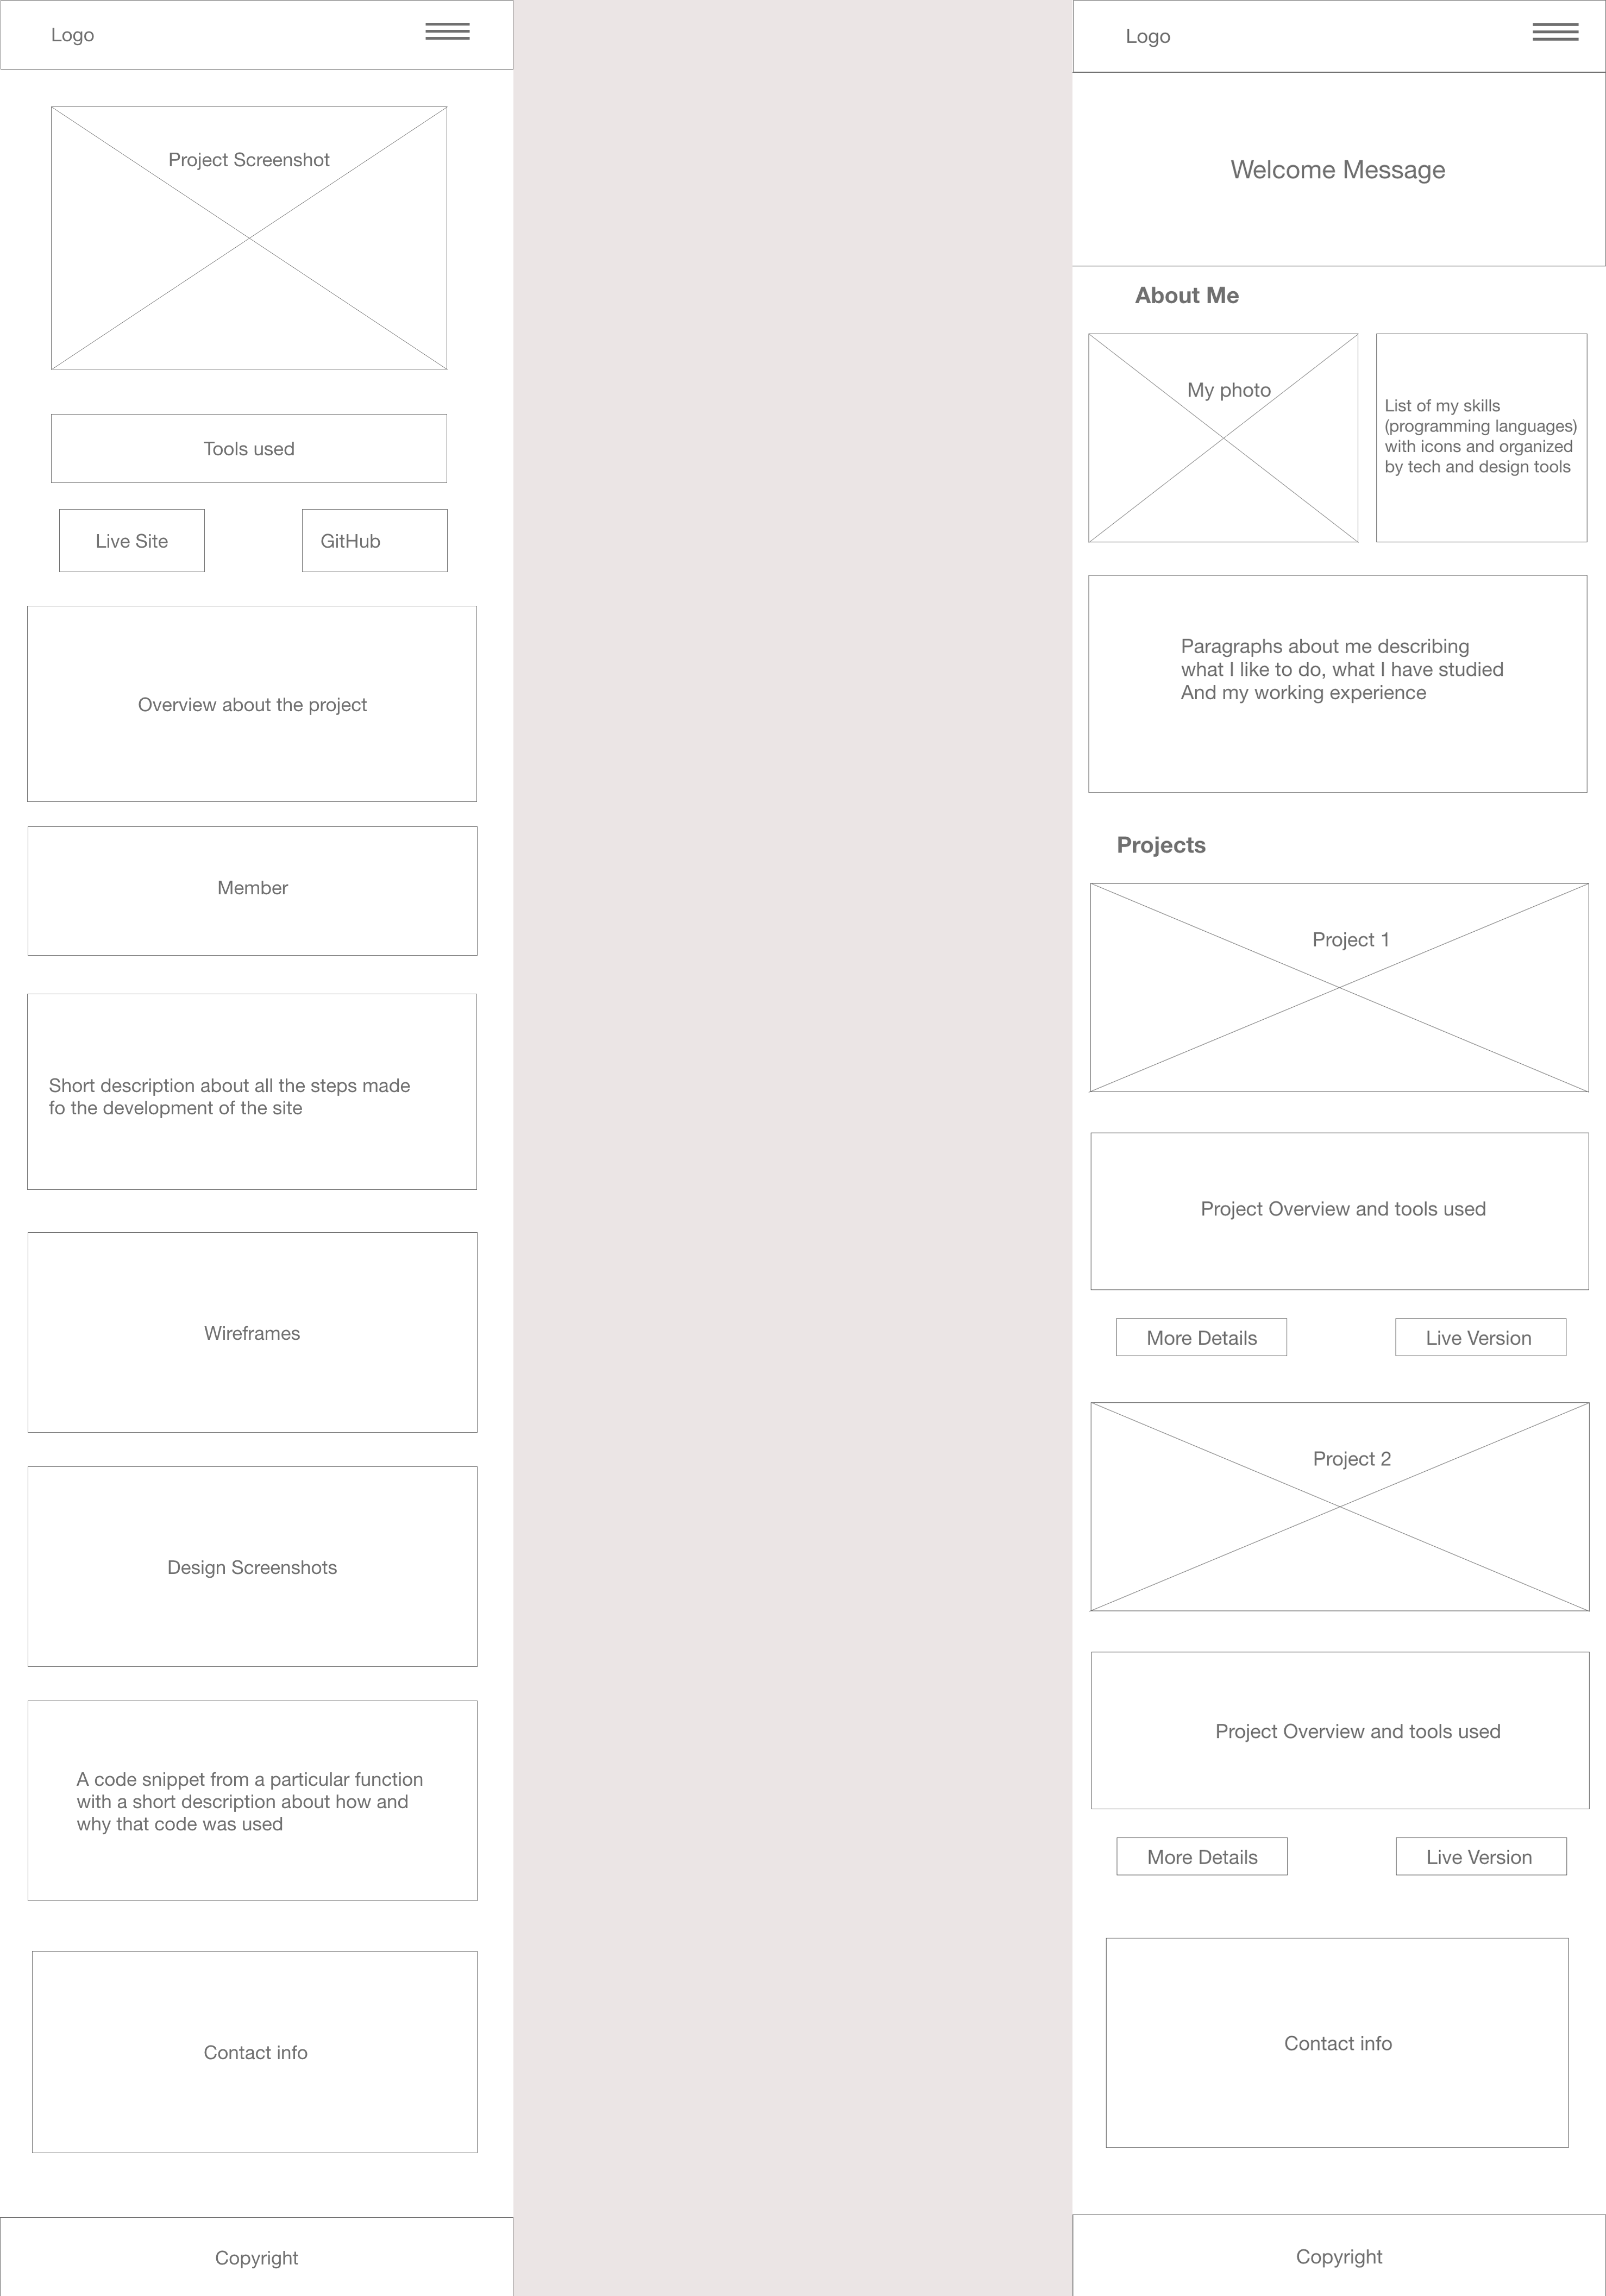 Logo
Project Screenshot
Tools used
Live Site
GitHub
Overview about the project
Member
Short description about all the steps made
fo the development of the site
Wireframes
Design Screenshots
A code snippet from a particular function
with a short description about how and
why that code was used
Contact info
Copyright
Logo
Welcome Message
About Me
My photo
List of my skills
(programming languages)
with icons and organized
by tech and design tools
Paragraphs about me describing
what I like to do, what I have studied
And my working experience
Projects
Project 1
Project Overview and tools used
More Details
Live Version
Project 2
Project Overview and tools used
More Details
Live Version
Contact info
Copyright